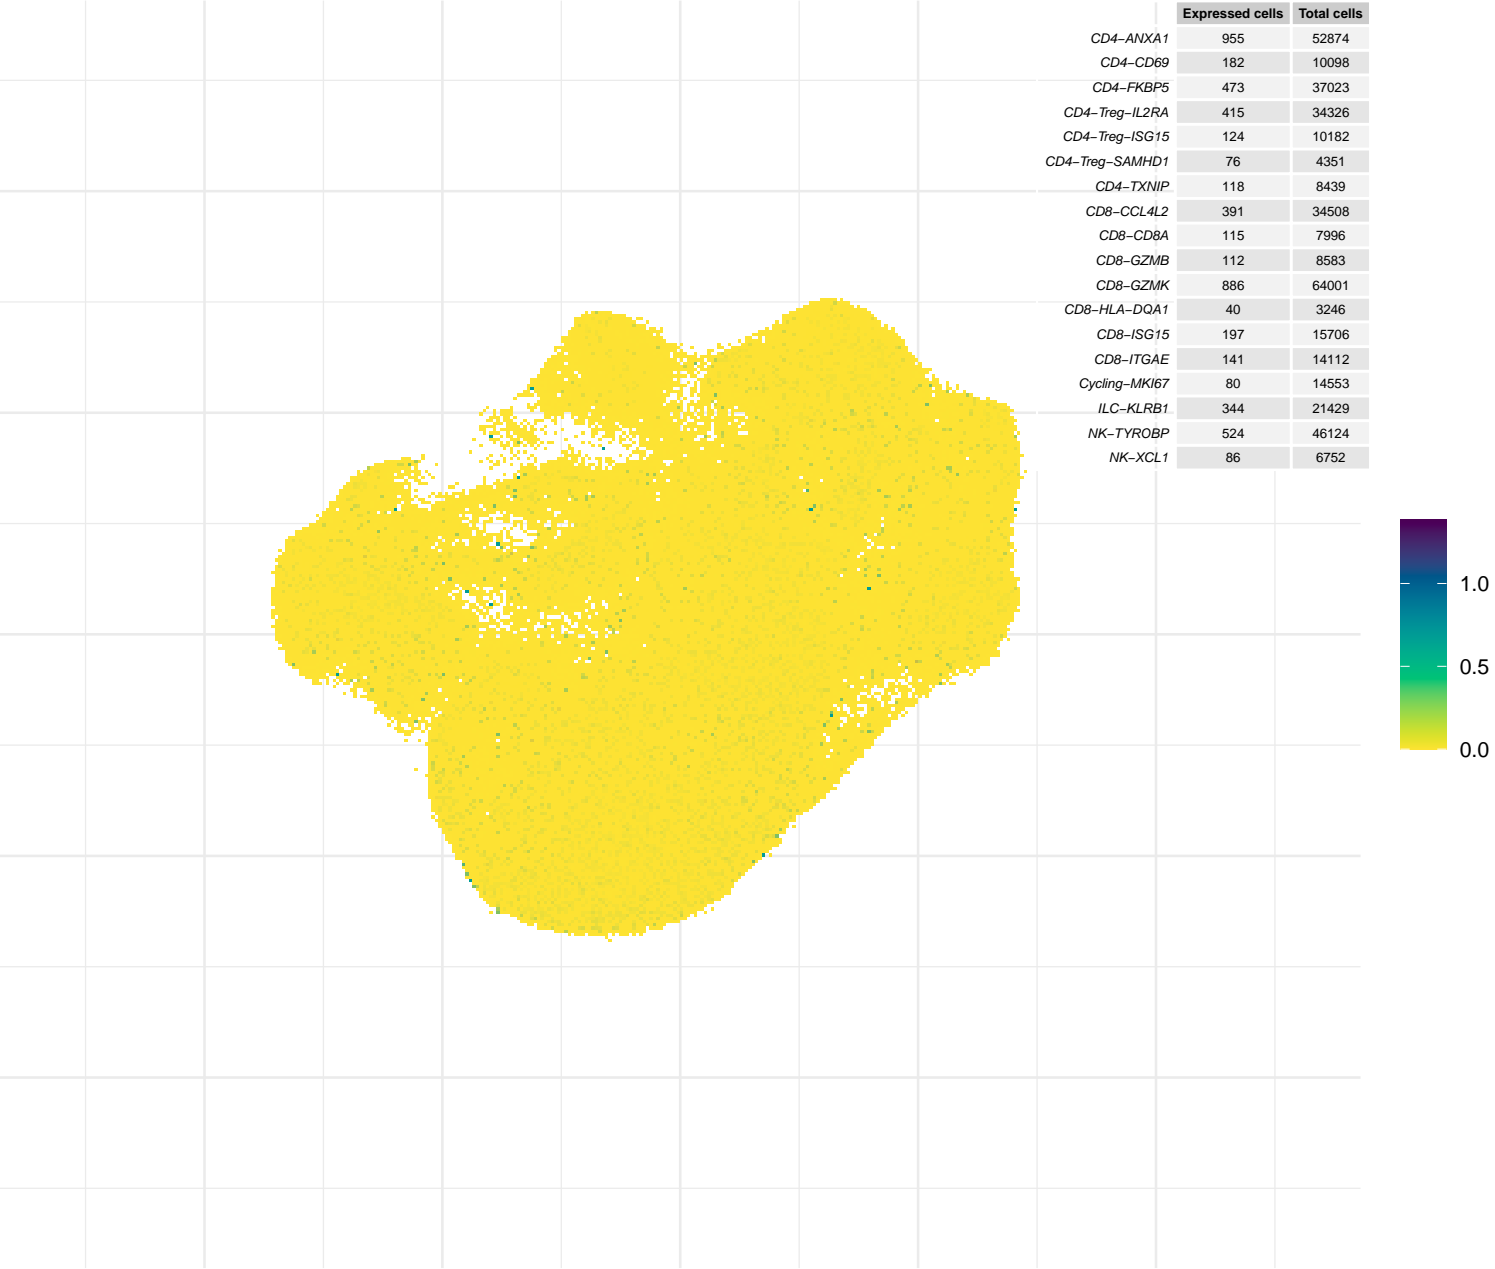 Expressed cells Total cells
CD4−ANXA1 955 52874
CD4−CD69 182 10098
CD4−FKBP5 473 37023
CD4−Treg−IL2RA 415 34326
CD4−Treg−ISG15 124 10182
CD4−Treg−SAMHD1 76 4351
CD4−TXNIP 118 8439
CD8−CCL4L2 391 34508
CD8−CD8A 115 7996
CD8−GZMB 112 8583
CD8−GZMK 886 64001
CD8−HLA−DQA1 40 3246
CD8−ISG15 197 15706
CD8−ITGAE 141 14112
Cycling−MKI67 80 14553
ILC−KLRB1 344 21429
NK−TYROBP 524 46124
NK−XCL1 86 6752
1.0
0.5
0.0